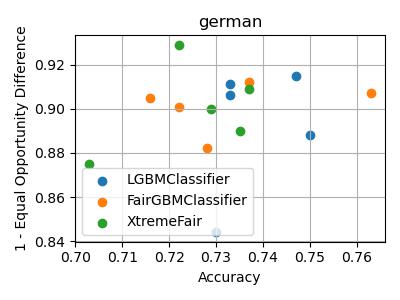 german
1 - Equal Opportunity Difference
0.92
0.90
0.88
0.86
0.84
LGBMClassifier
FairGBMClassifier
XtremeFair
0.70 0.71 0.72 0.73 0.74 0.75 0.76
Accuracy